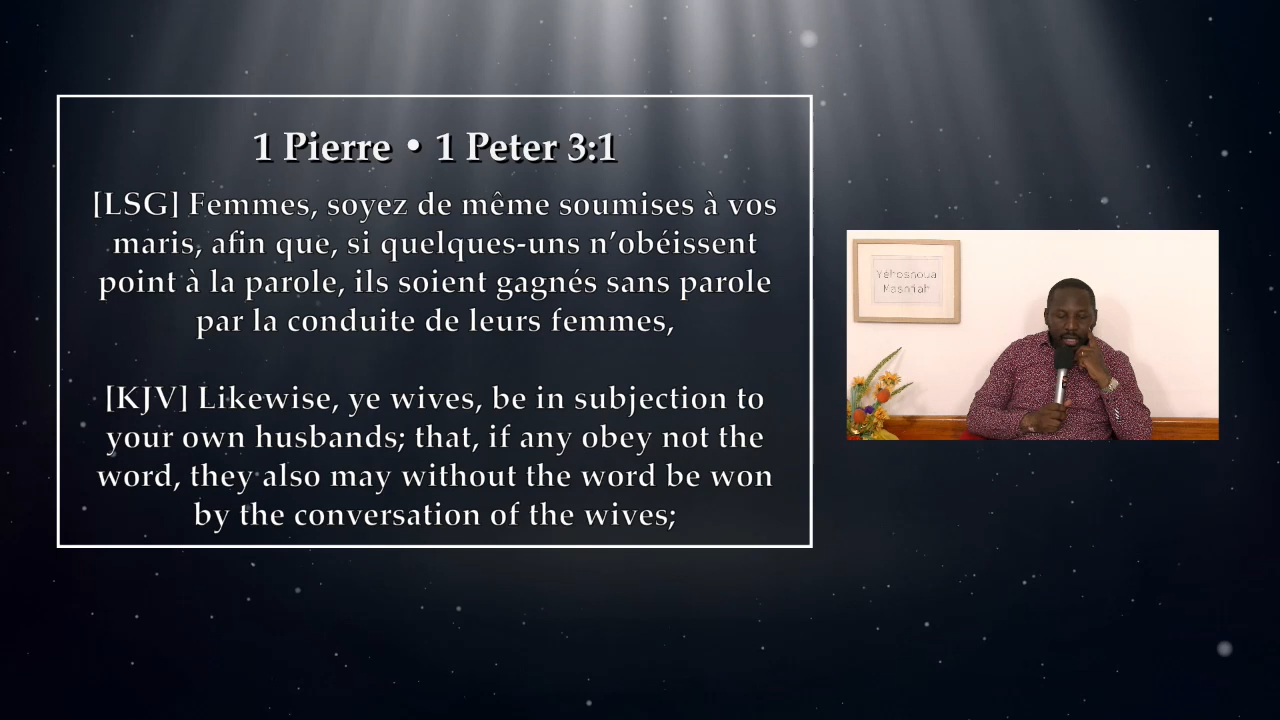 1 Pierre • 1 Peter 3:1
[LSG] Femmes, soyez de même soumises à vos
maris, afin que, si quelques-uns n’obéissent
point à la parole, ils soient gagnés sans parole
par la conduite de leurs femmes,
[KJV] Likewise, ye wives, be in subjection to
your own husbands; that, if any obey not the
word, they also may without the word be won
by the conversation of the wives;
Yéhoshoua
Mashiah